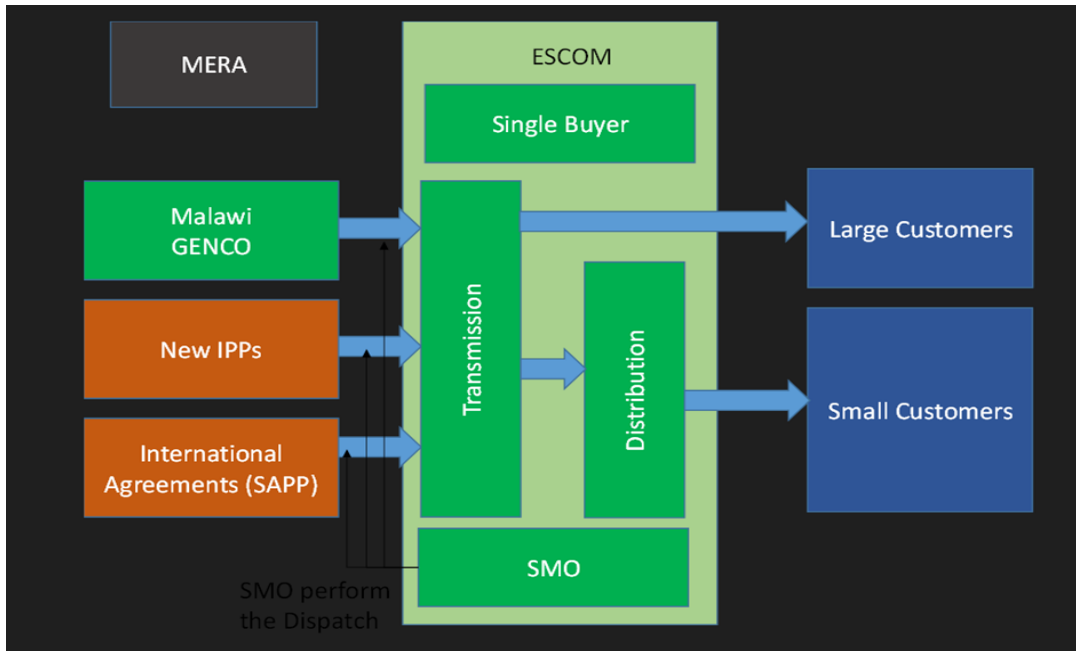 MERA
ESCOM
Single Buyer
Malawi
GENCO
New IPPs
International
Agreements (SAPP)
Transmission
Distribution
Large Customers
Small Customers
SMO
SMO perform
the Dispatch